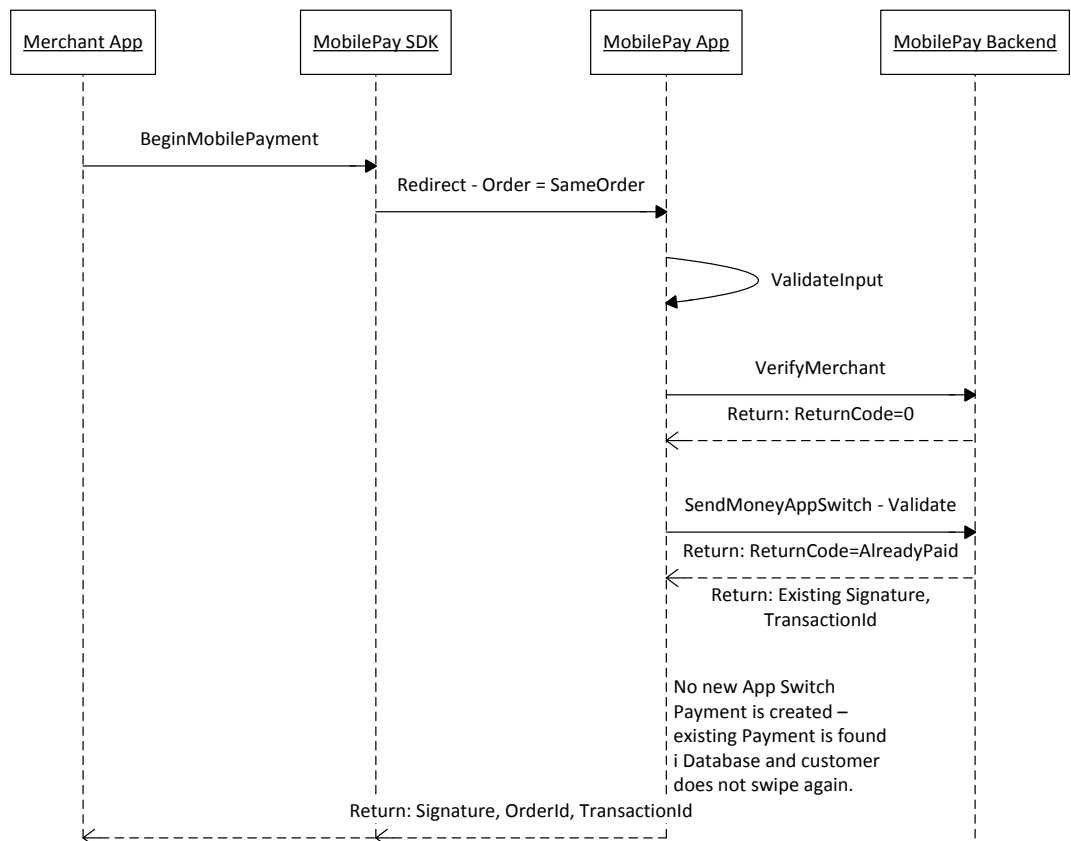 Merchant App
MobilePay SDK
MobilePay App
MobilePay Backend
BeginMobilePayment
Redirect - Order = SameOrder
ValidateInput
VerifyMerchant
Return: ReturnCode=0
SendMoneyAppSwitch - Validate
Return: ReturnCode=AlreadyPaid
Return: Existing Signature,
TransactionId
No new App Switch
Payment is created –
existing Payment is found
i Database and customer
does not swipe again.
Return: Signature, OrderId, TransactionId